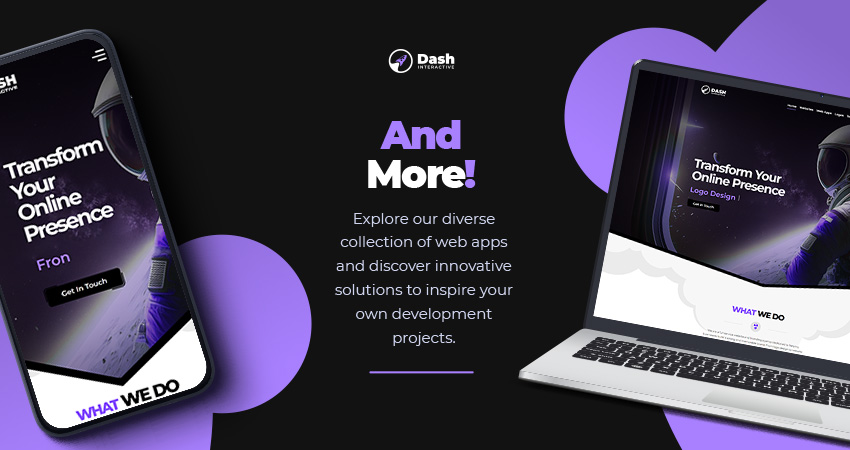 Dash
INTERACTIVE
And
More!
Explore our diverse
collection of web apps
and discover innovative
solutions to inspire your
own development
projects.
Transform
Your
Online
Presence
Fron
Get In Touch
WHAT WE DO
DASH
Transform Your
Online Presence
Logo Design |
Get In Touch
WHAT WE DO